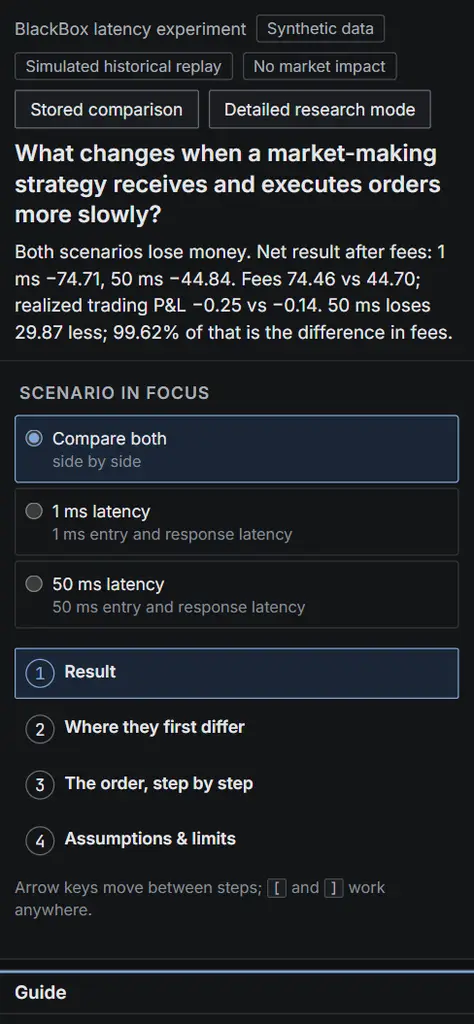 BlackBox latency experiment Synthetic data
Simulated historical replay No market impact
Stored comparison Detailed research mode
What changes when a market-making
strategy receives and executes orders
more slowly?
Both scenarios lose money. Net result after fees: 1
ms −74.71, 50 ms −44.84. Fees 74.46 vs 44.70;
realized trading P&L −0.25 vs −0.14. 50 ms loses
29.87 less; 99.62% of that is the difference in fees.
SCENARIO IN FOCUS
Compare both
side by side
1 ms latency
1 ms entry and response latency
50 ms latency
50 ms entry and response latency
1 Result
2 Where they first differ
3 The order, step by step
4 Assumptions & limits
Arrow keys move between steps; [ and ] work
anywhere.
Guide